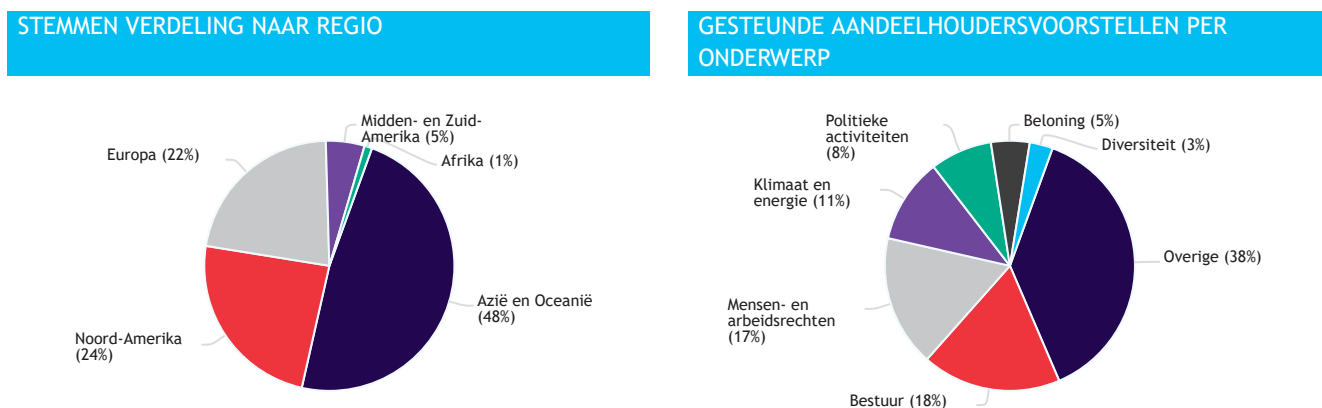 STEMMEN VERDELING NAAR REGIO
Midden- en Zuid-
Amerika (5%)
Afrika (1%)
Europa (22%)
Azië en Oceanië
(48%)
Noord-Amerika
(24%)
GESTEUNDE AANDEELHOUDERSVOORSTELLEN PER
ONDERWERP
Politieke
activiteiten
(8%)
Beloning (5%)
Diversiteit (3%)
Klimaat en
energie (11%)
Overige (38%)
Mensen- en
arbeidsrechten
(17%)
Bestuur (18%)